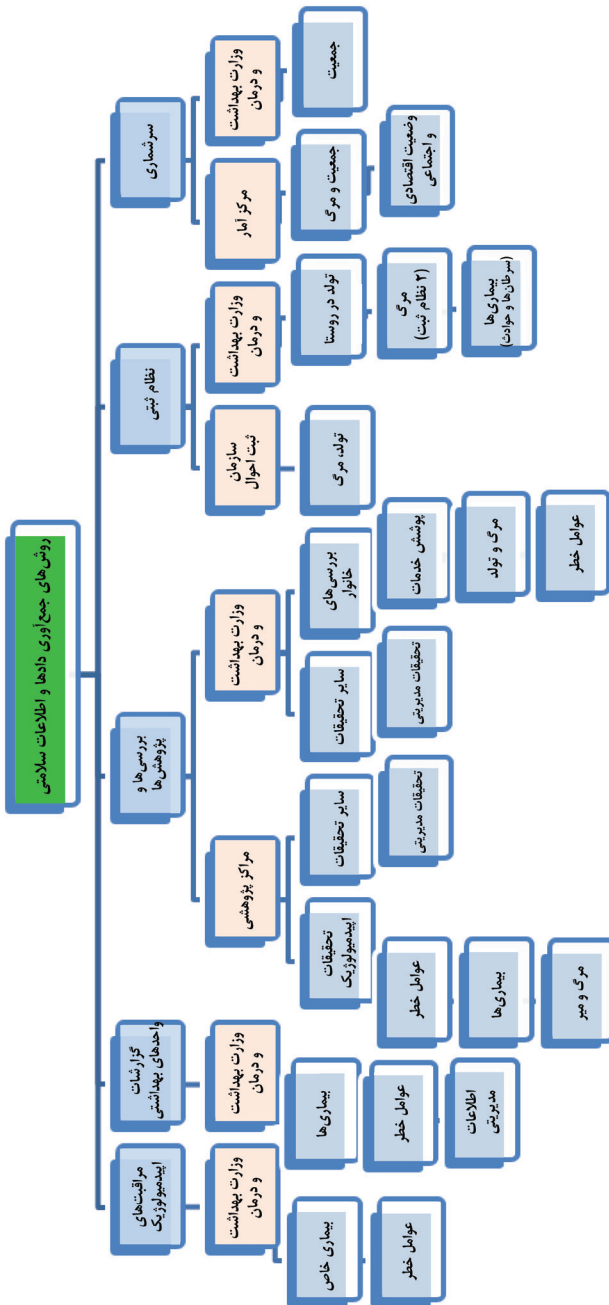 روش‌های جمع‌آوری دادها و اطلاعات سلامتی
سرشماری
وزارت بهداشت
و درمان
جمعیت
مرکز آمار
جمعیت و مرگ
وضعیت اقتصادی
و اجتماعی
نظام ثبتی
وزارت بهداشت
و درمان
تولد در روستا
مرگ
(۲ نظام ثبت)
بیماری‌ها
(سرطان‌ها و حوادث)
سازمان
ثبت احوال
تولد، مرگ
بررسی‌ها و
پژوهش‌ها
وزارت بهداشت
و درمان
بررسی‌های
خانوار
پوشش خدمات
مرگ و تولد
عوامل خطر
سایر تحقیقات
تحقیقات مدیریتی
مراکز پژوهشی
سایر تحقیقات
تحقیقات مدیریتی
تحقیقات
اپیدمیولوژیک
عوامل خطر
بیماری‌ها
مرگ و میر
گزارشات
واحدهای بهداشتی
وزارت بهداشت
و درمان
بیماری‌ها
عوامل خطر
اطلاعات
مدیریتی
مراقبت‌های
اپیدمیولوژیک
وزارت بهداشت
و درمان
بیماری خاص
عوامل خطر